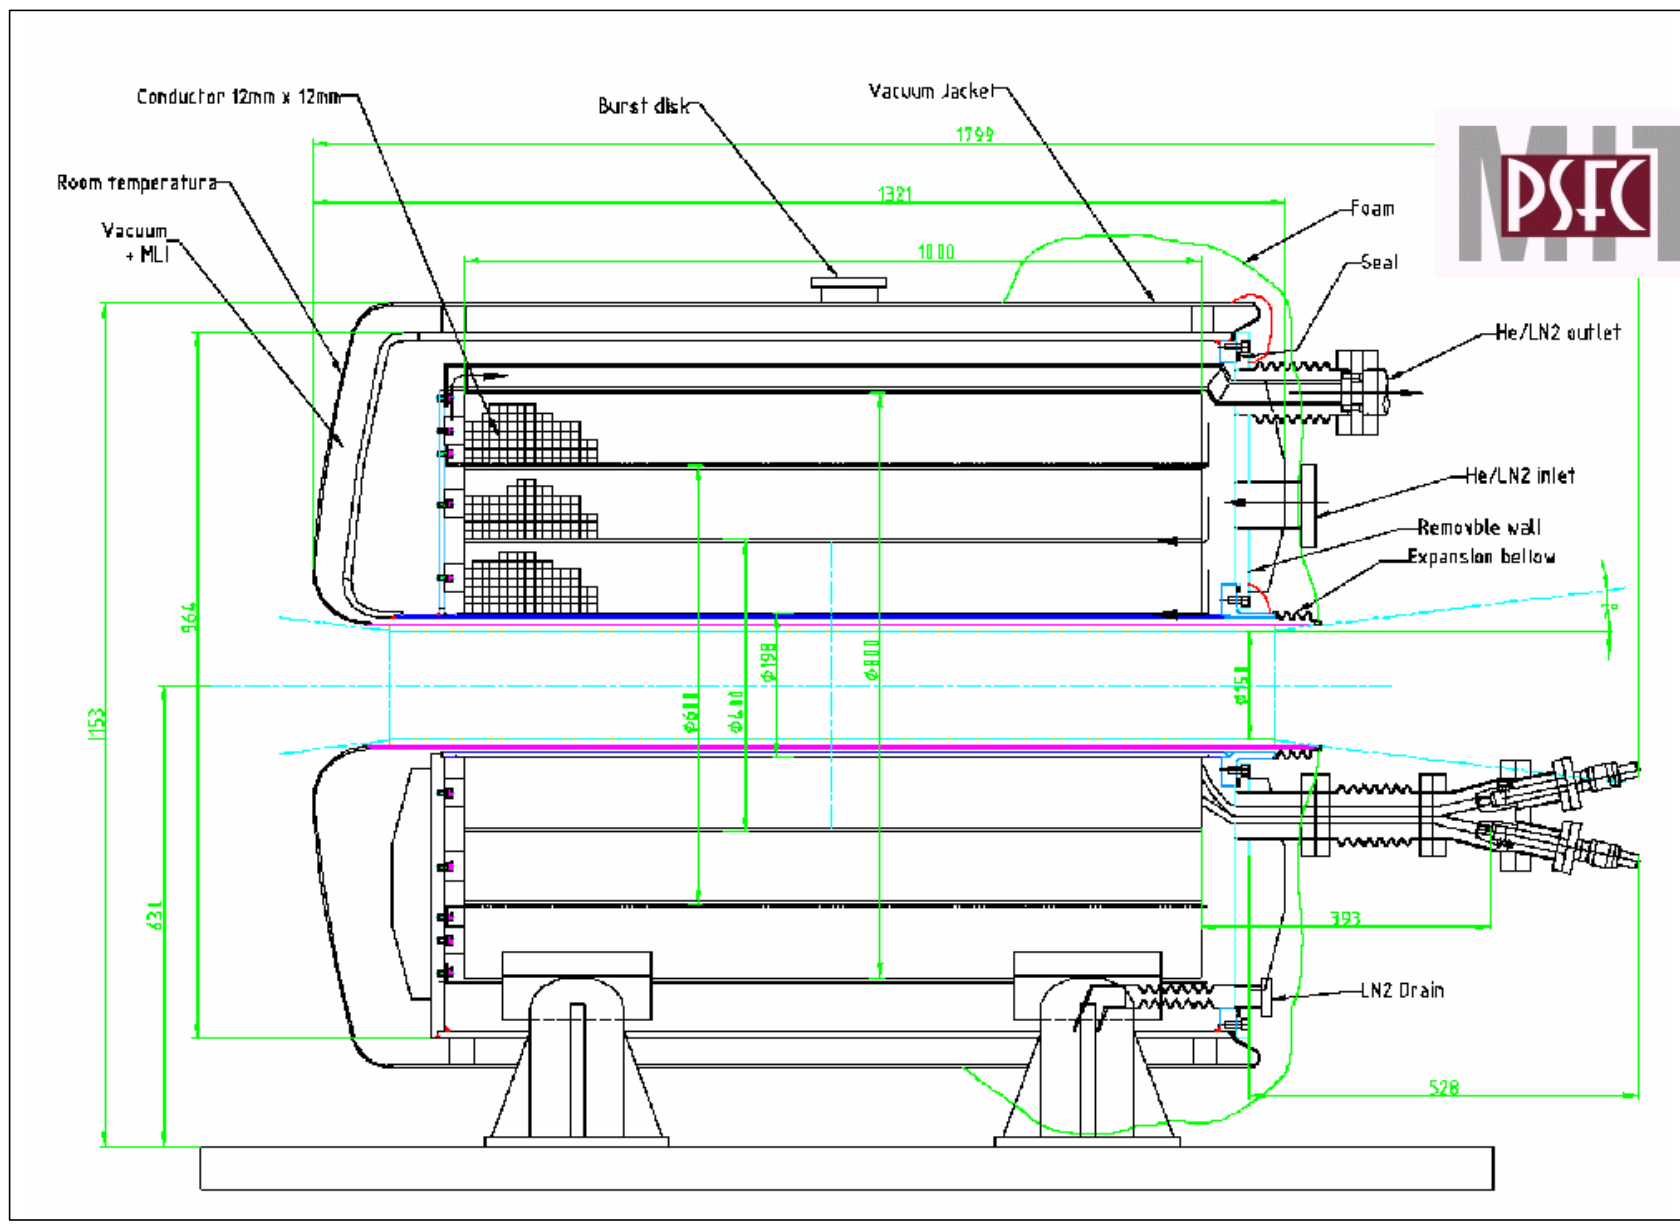 Conductor 12mm x 12mm
Burst disk
Vacuum Jacket
1799
MIT
PSFC
Room temperatura
1321
Foam
Vacuum
+ MLI
1000
Seal
He/LN2 outlet
He/LN2 inlet
Removble wall
Expansion bellow
964
Φ198
Φ800
Φ600
Φ400
1153
631
393
LN2 Drain
528